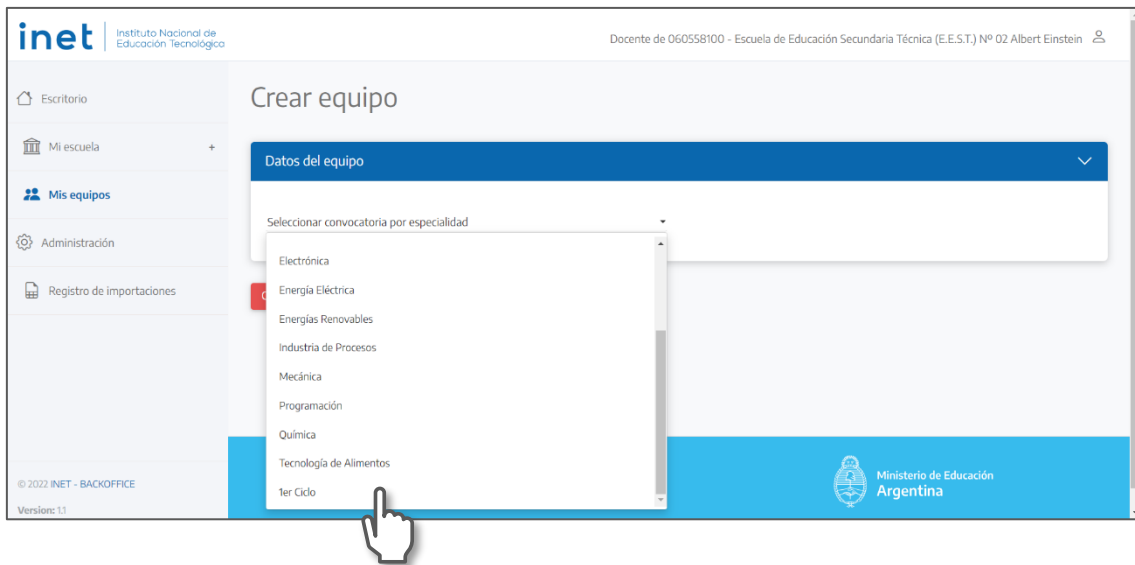 inet
Instituto Nacional de
Educación Tecnológica
Docente de 060558100 - Escuela de Educación Secundaria Técnica (E.E.S.T.) Nº 02 Albert Einstein
Escritorio
Mi escuela +
Mis equipos
Administración
Registro de importaciones
© 2022 INET - BACKOFFICE
Version: 1.1
Crear equipo
Datos del equipo
Seleccionar convocatoria por especialidad
Electrónica
Energía Eléctrica
Energías Renovables
Industria de Procesos
Mecánica
Programación
Química
Tecnología de Alimentos
1er Ciclo
Ministerio de Educación
Argentina